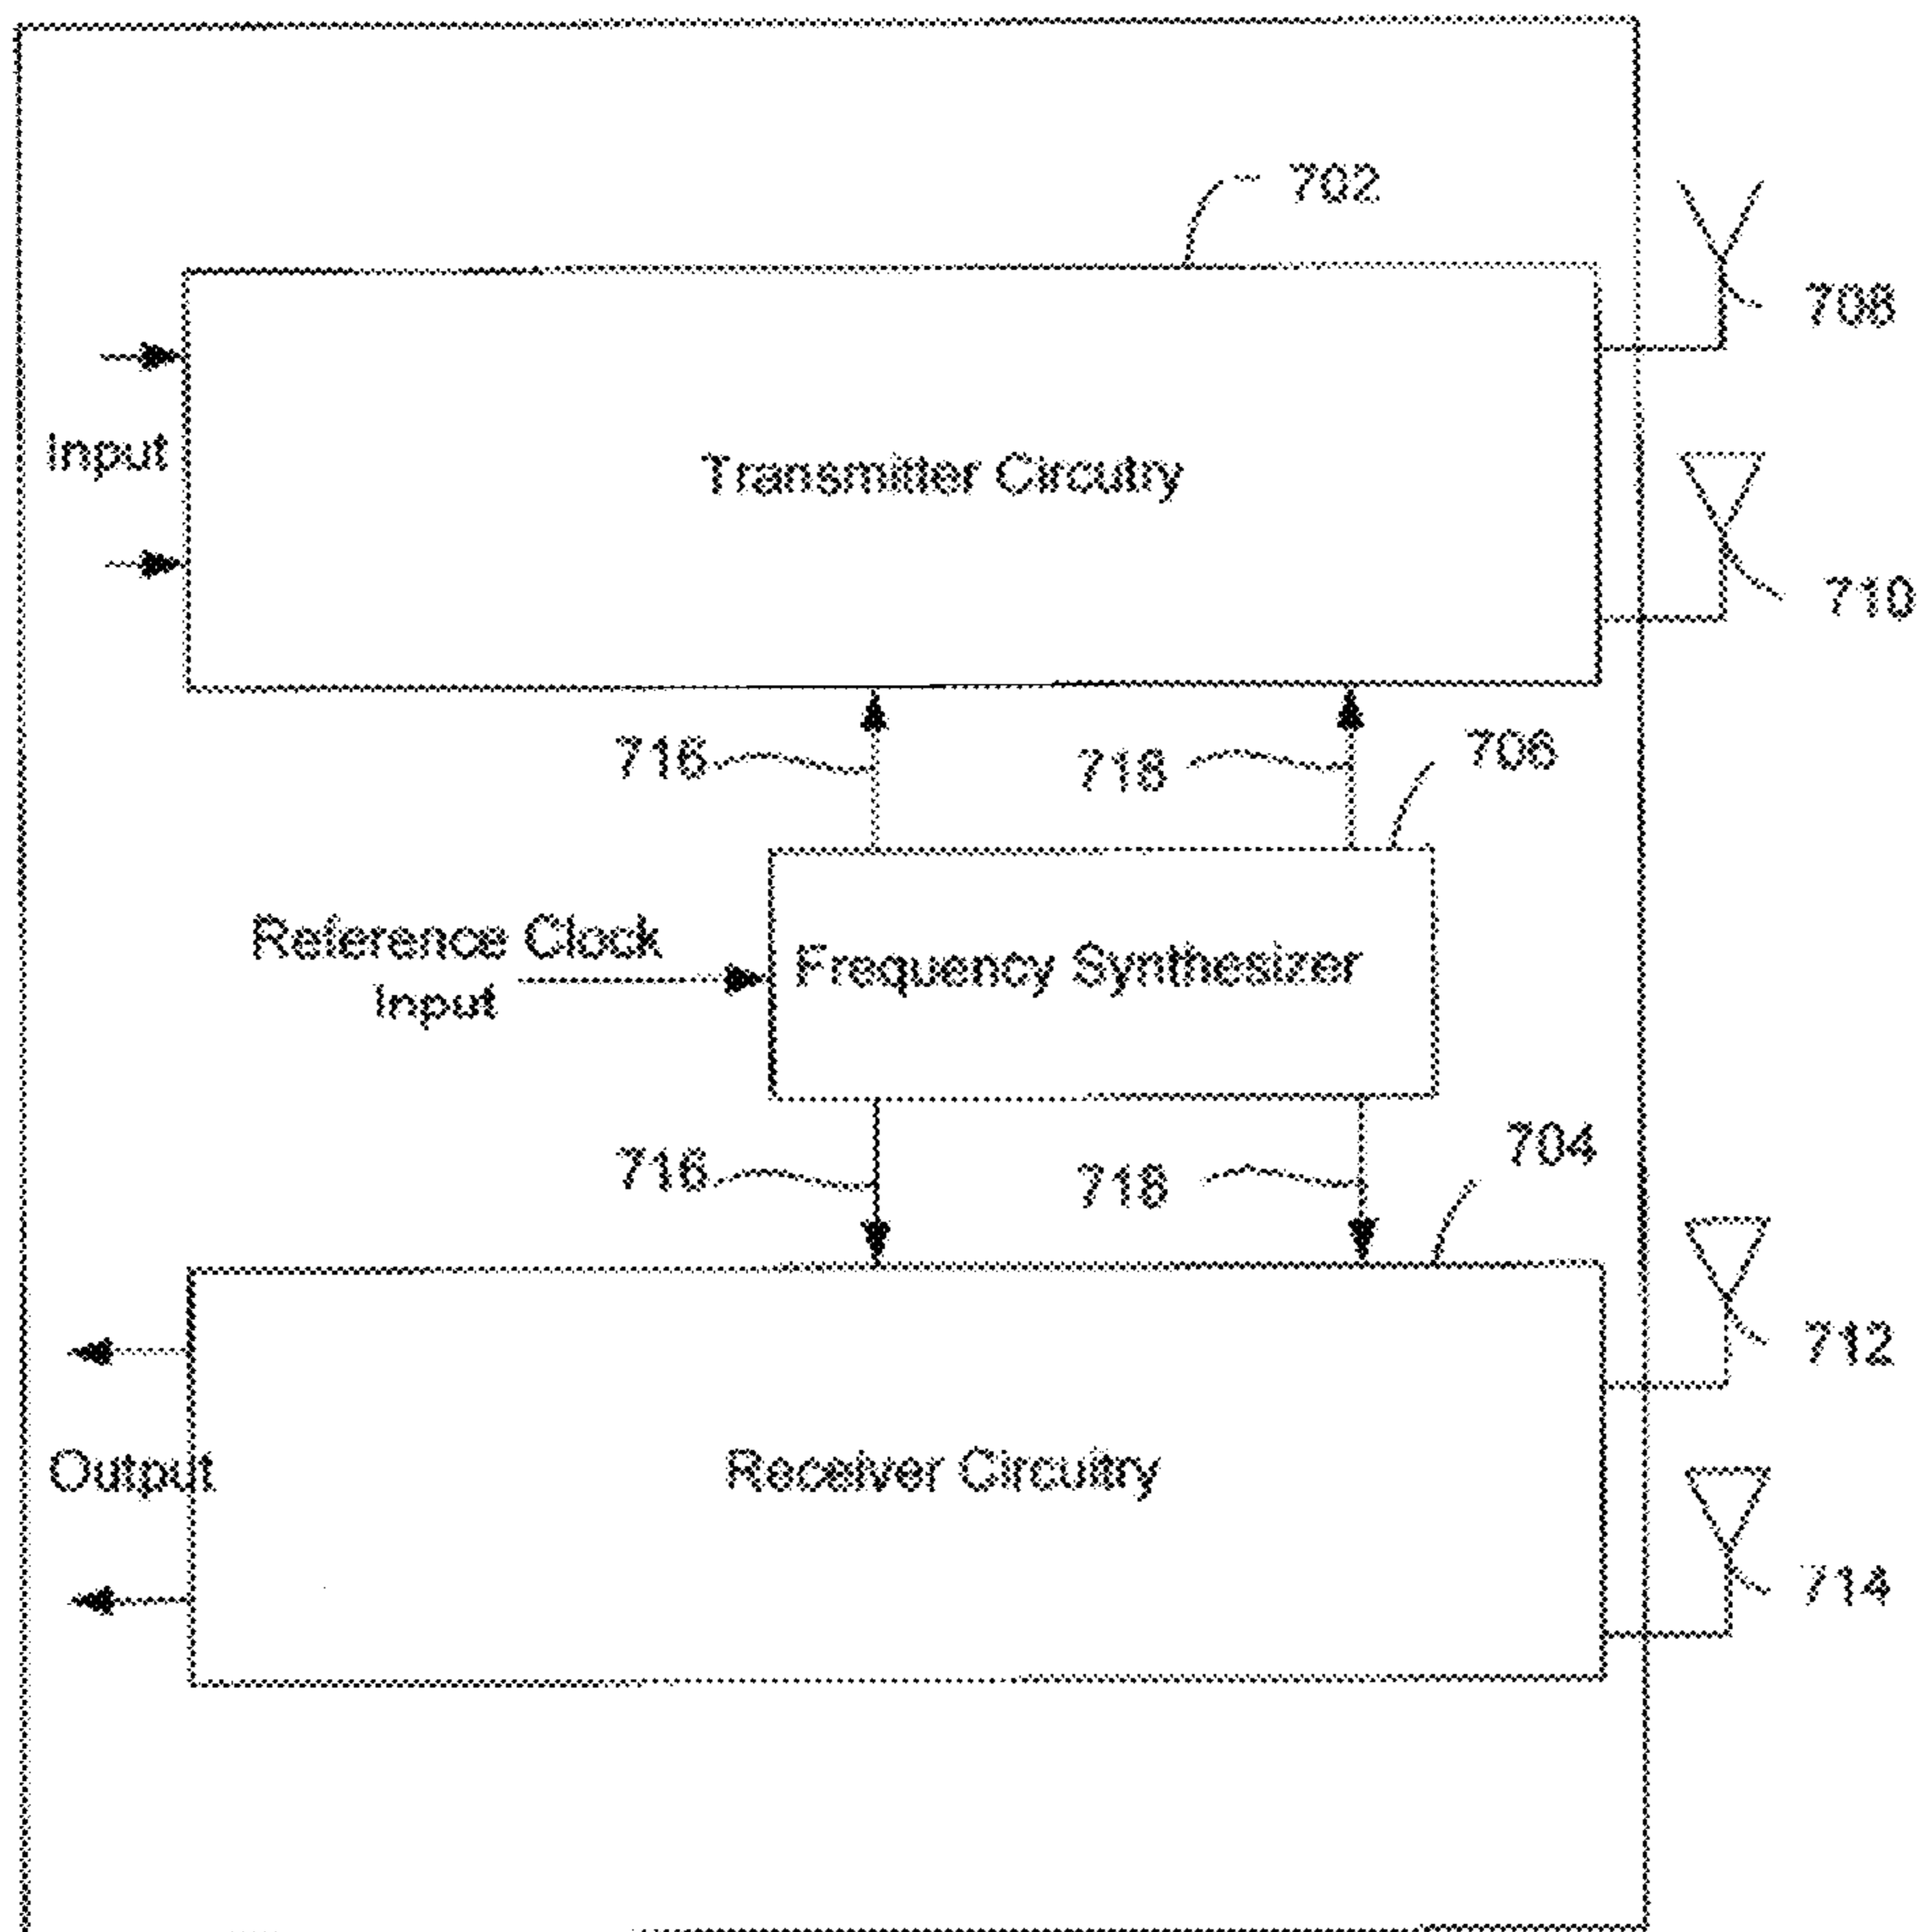 702
708
Input
Transmitter Circutry
710
716
718
706
Reference Clock
Input
Frequency Synthesizer
716
718
704
712
Output
Receiver Circuitry
714